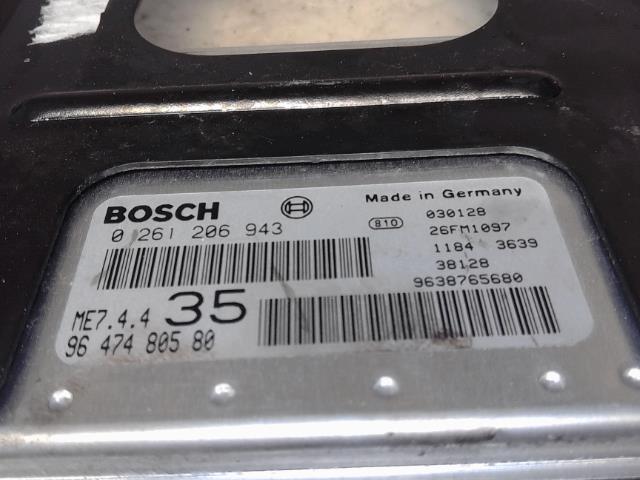 BOSCH
0 261 206 943
ME7.4.4 35
96 474 805 80
Made in Germany
810 030128
26FM1097
1184 3639
38128
9638765680